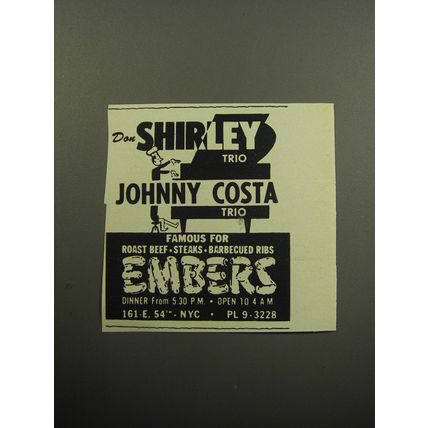 Don SHIRLEY
TRIO
JOHNNY COSTA
TRIO
FAMOUS FOR
ROAST BEEF • STEAKS • BARBECUED RIBS
EMBERS
DINNER From 5:30 P.M. • OPEN TO 4 AM
161 E. 54TH - NYC • PL 9-3228